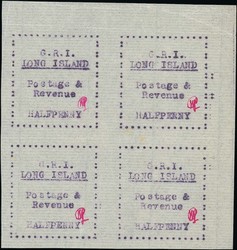 G.R.I. G.R.I.
LONG ISLAND LONG ISLAND
Postage & Postage &
Revenue Revenue
HALFPENNY HALFPENNY
G.R.I. G.R.I.
LONG ISLAND LONG ISLAND
Postage & Postage &
Revenue Revenue
HALFPENNY HALFPENNY